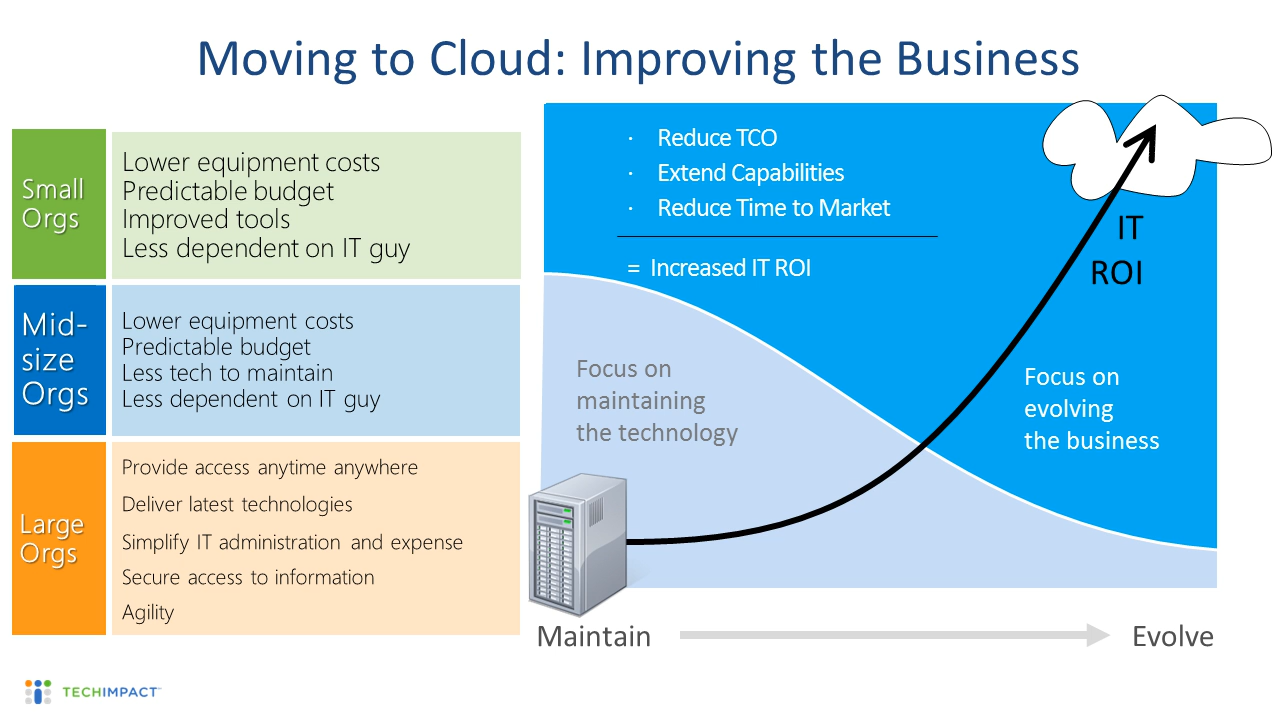 Moving to Cloud: Improving the Business
Small
Orgs
Lower equipment costs
Predictable budget
Improved tools
Less dependent on IT guy
Mid-
size
Orgs
Lower equipment costs
Predictable budget
Less tech to maintain
Less dependent on IT guy
Large
Orgs
Provide access anytime anywhere
Deliver latest technologies
Simplify IT administration and expense
Secure access to information
Agility
· Reduce TCO
· Extend Capabilities
· Reduce Time to Market
= Increased IT ROI
IT
ROI
Focus on
maintaining
the technology
Focus on
evolving
the business
Maintain
Evolve
TECHIMPACT™